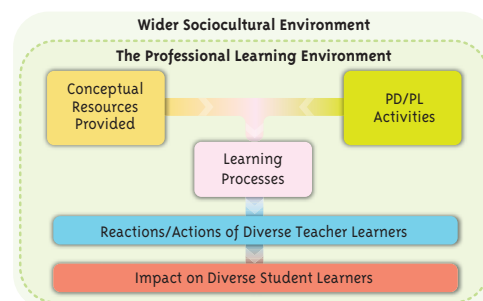 Wider Sociocultural Environment
The Professional Learning Environment
Conceptual
Resources
Provided
PD/PL
Activities
Learning
Processes
Reactions/Actions of Diverse Teacher Learners
Impact on Diverse Student Learners